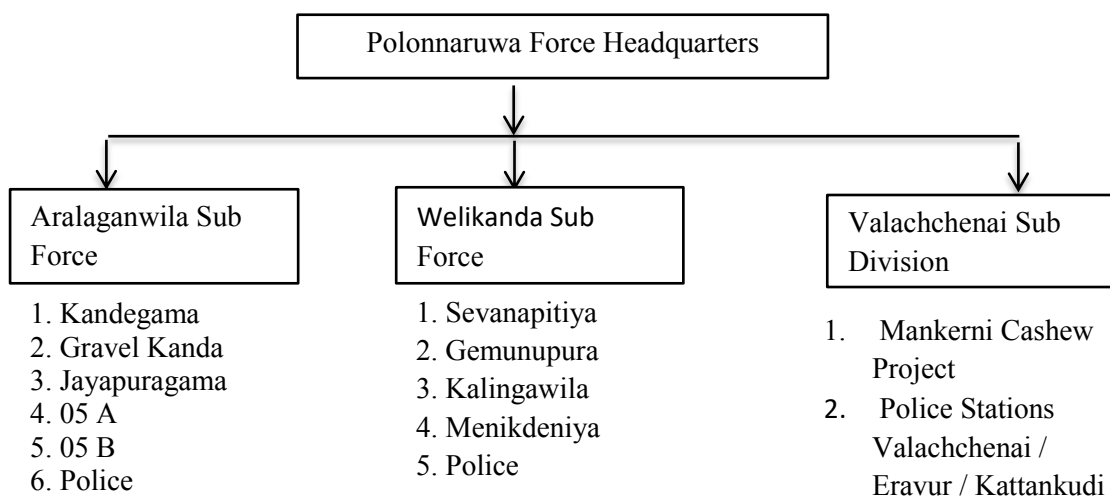 Polonnaruwa Force Headquarters
Aralaganwila Sub
Force
1. Kandegama
2. Gravel Kanda
3. Jayapuragama
4. 05 A
5. 05 B
6. Police
Welikanda Sub
Force
1. Sevanapitiya
2. Gemunupura
3. Kalingawila
4. Menikdeniya
5. Police
Valachchenai Sub
Division
1. Mankerni Cashew
Project
2. Police Stations
Valachchenai /
Eravur / Kattankudi